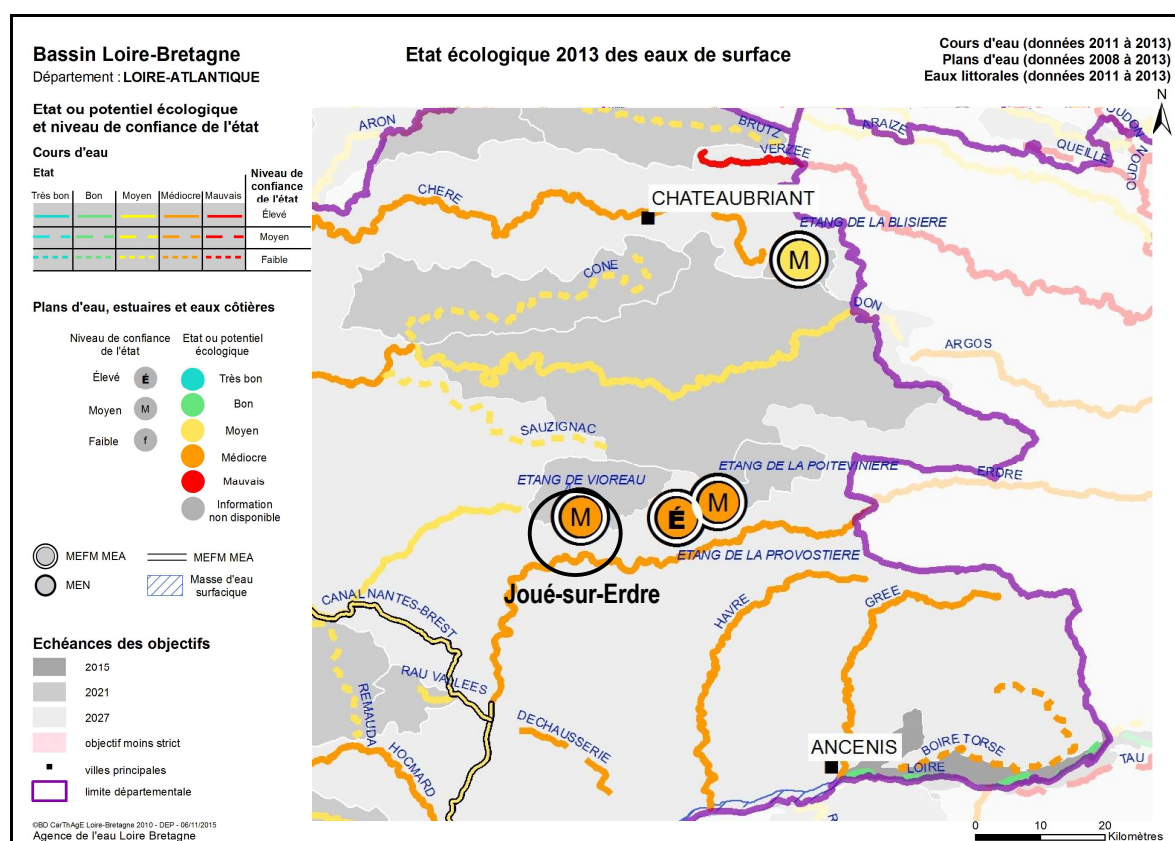 Bassin Loire-Bretagne
Département : LOIRE-ATLANTIQUE
Etat écologique 2013 des eaux de surface
Cours d'eau (données 2011 à 2013)
Plans d'eau (données 2008 à 2013)
Eaux littorales (données 2011 à 2013)
N
Etat ou potentiel écologique
et niveau de confiance de l'état
Cours d'eau
Etat
Niveau de
confiance
de l'état
Très bon
Bon
Moyen
Médiocre
Mauvais
Élevé
Moyen
Faible
Plans d'eau, estuaires et eaux côtières
Niveau de confiance
de l'état
Etat ou potentiel
écologique
Élevé
É
Très bon
Moyen
M
Bon
Faible
f
Moyen
Médiocre
Mauvais
Information
non disponible
MEFM MEA
MEFM MEA
MEN
Masse d'eau
surfacique
Echéances des objectifs
2015
2021
2027
objectif moins strict
villes principales
limite départementale
©BD CarThAgE Loire-Bretagne 2010 - DEP - 06/11/2015
Agence de l'eau Loire Bretagne
ARON
BRUTZ
ARAIZE
OUDON
VERZEE
QUEILLE
OUDON
CHERE
CHATEAUBRIANT
ETANG DE LA BLISIERE
M
CONE
DON
ARGOS
SAUZIGNAC
ETANG DE LA POITEVINIERE
ETANG DE VIOREAU
ERDRE
M
É
M
ETANG DE LA PROVOSTIERE
Joué-sur-Erdre
CANAL NANTES-BREST
HAVRE
GREE
RAU VALLEES
REMAUDA
HOCMARD
DECHAUSSERIE
ANCENIS
BOIRE TORSE
LOIRE
TAU
0 10 20
Kilomètres